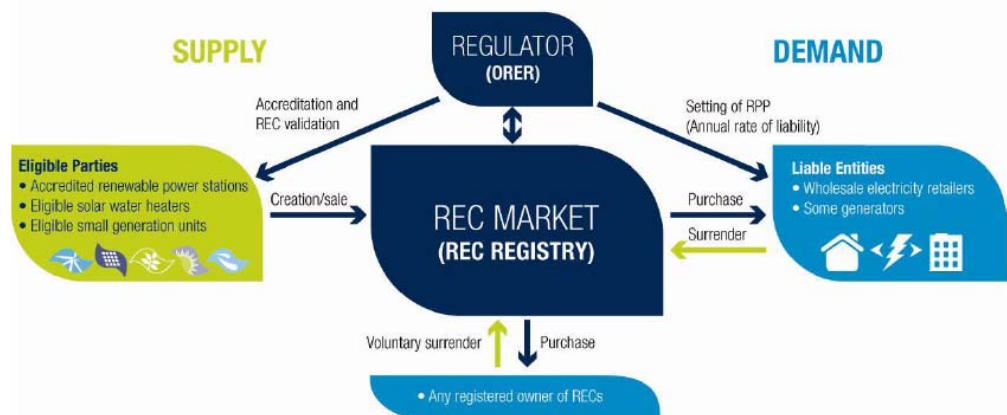 SUPPLY
REGULATOR
(ORER)
DEMAND
Accreditation and
REC validation
Setting of RPP
(Annual rate of liability)
Eligible Parties
• Accredited renewable power stations
• Eligible solar water heaters
• Eligible small generation units
Creation/sale
REC MARKET
(REC REGISTRY)
Purchase
Surrender
Liable Entities
• Wholesale electricity retailers
• Some generators
Voluntary surrender
Purchase
• Any registered owner of RECs